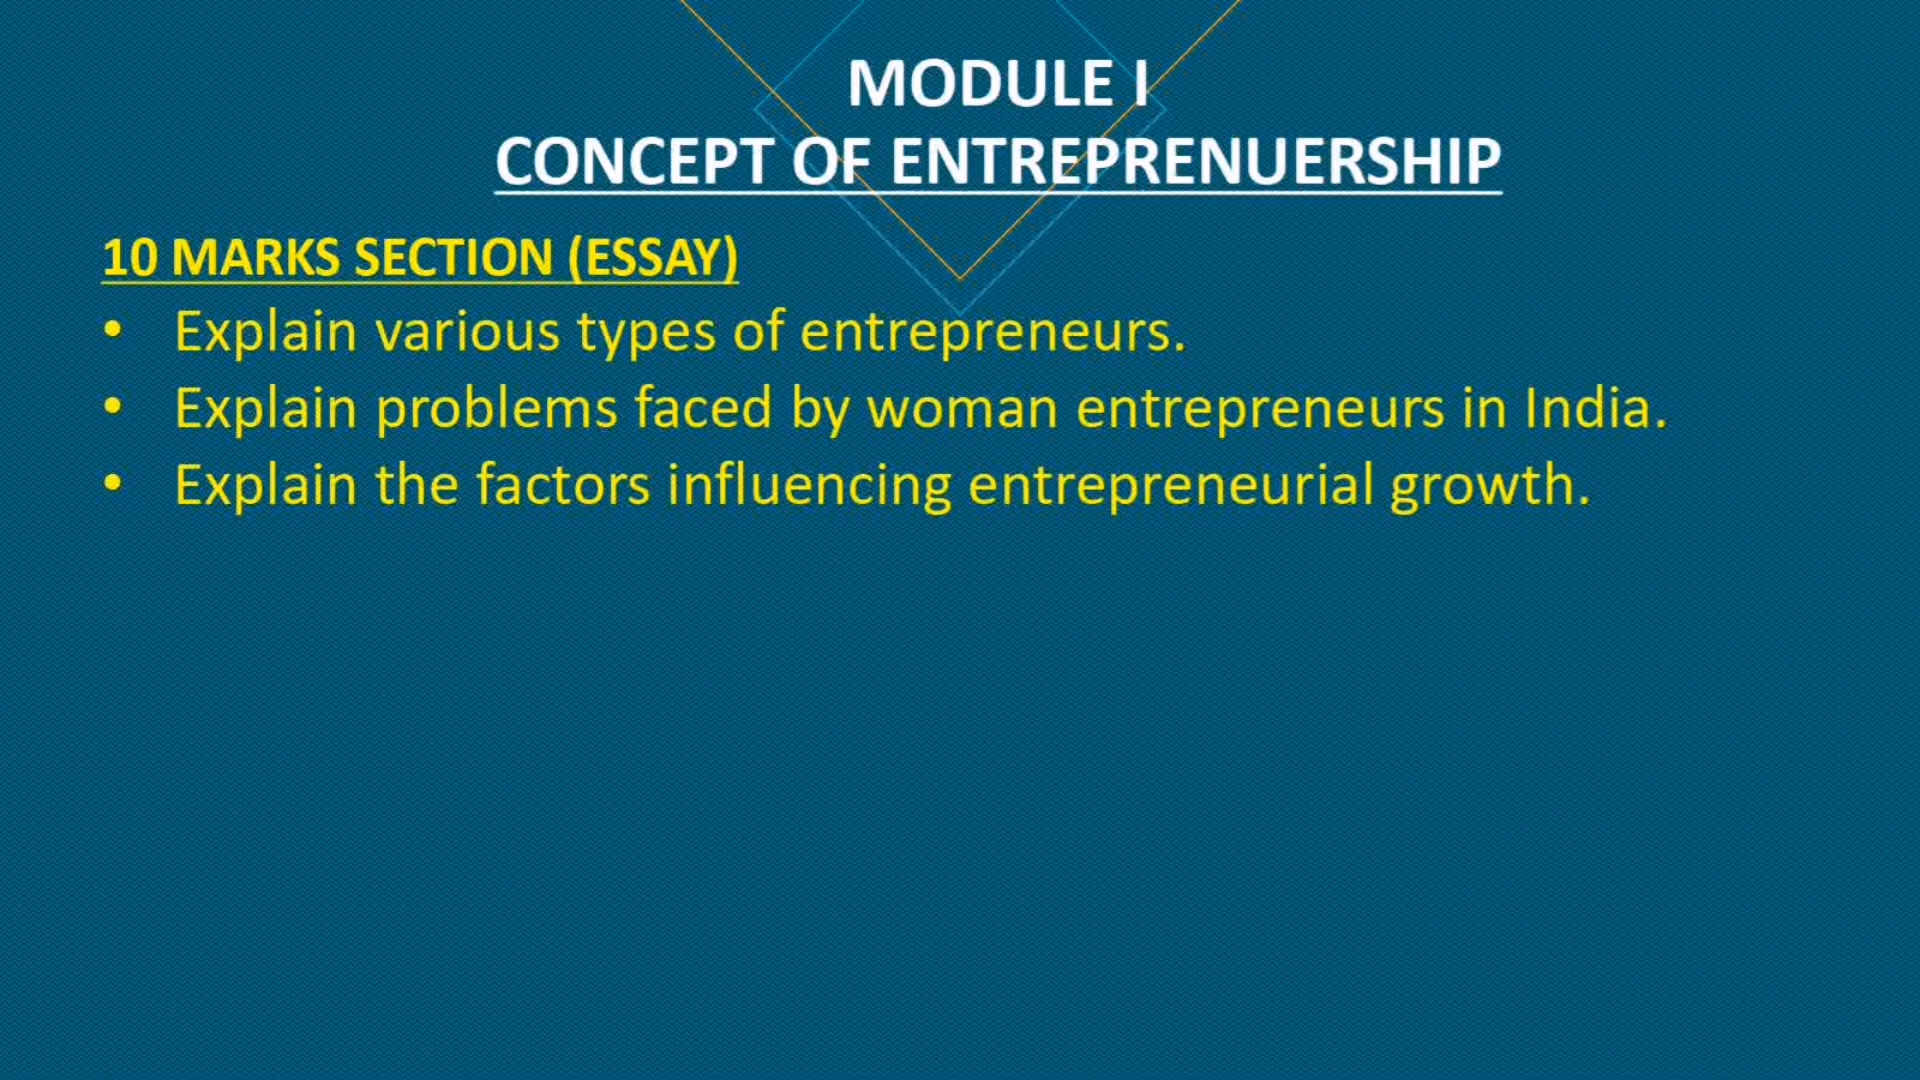 MODULE I
CONCEPT OF ENTREPRENUERSHIP
10 MARKS SECTION (ESSAY)
• Explain various types of entrepreneurs.
• Explain problems faced by woman entrepreneurs in India.
• Explain the factors influencing entrepreneurial growth.